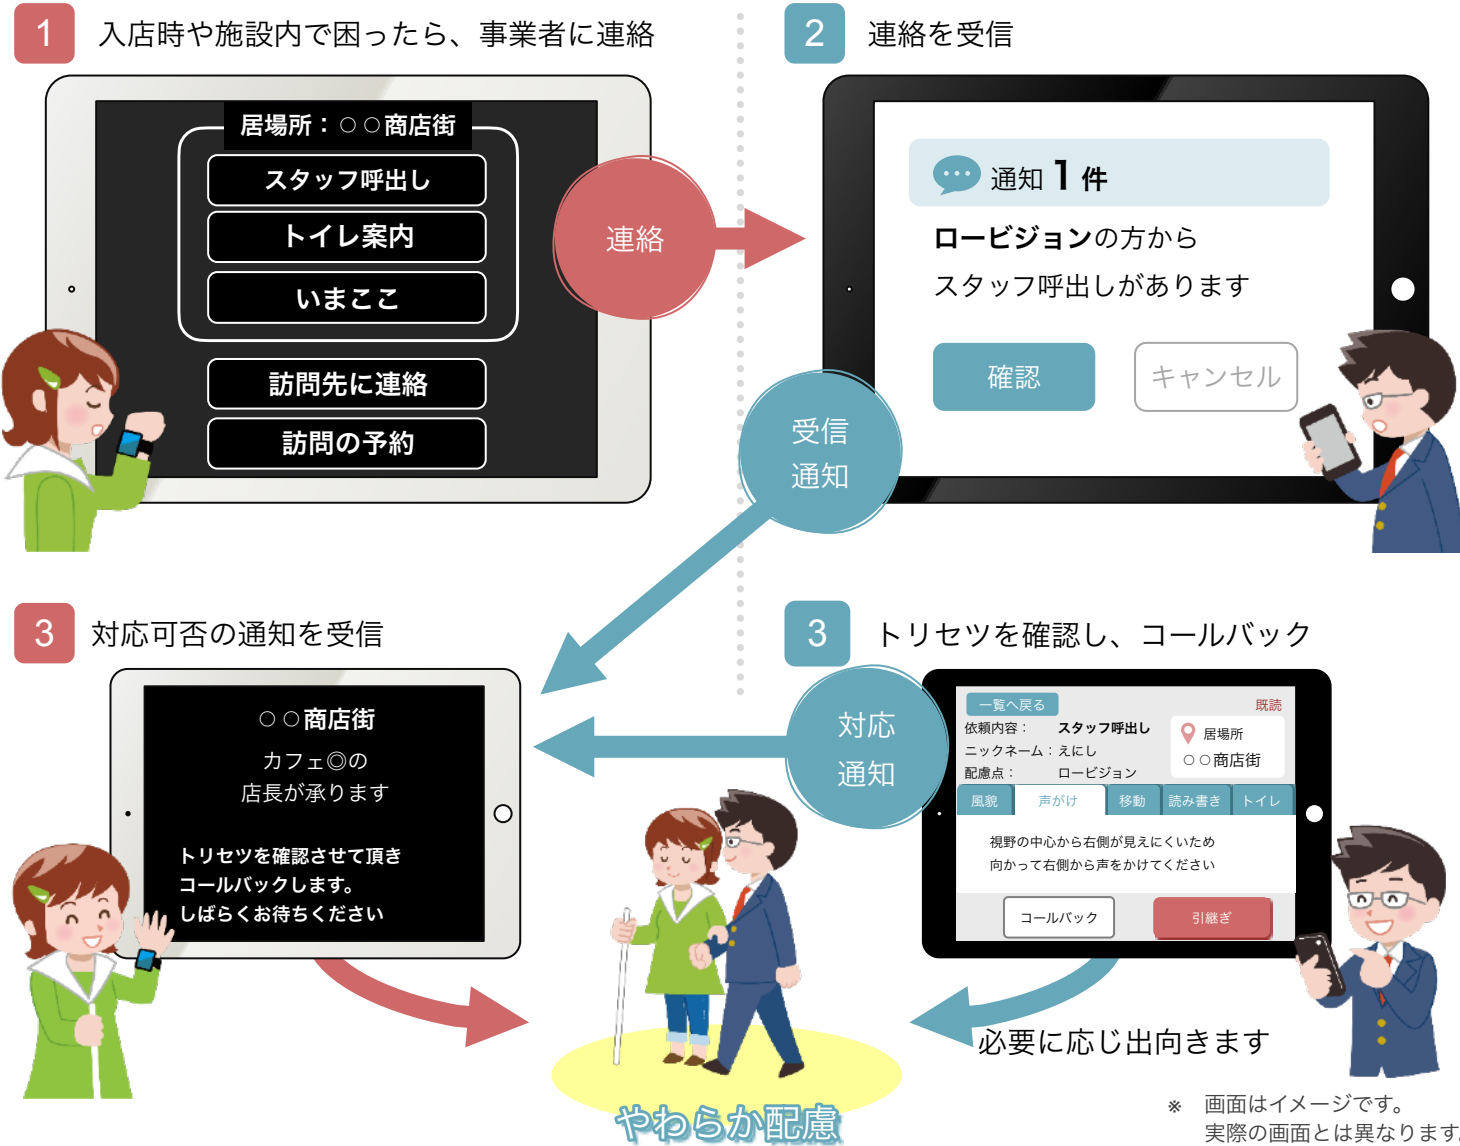 1 入店時や施設内で困ったら、事業者に連絡
居場所：○○商店街
スタッフ呼出し
トイレ案内
いまここ
訪問先に連絡
訪問の予約
連絡
2 連絡を受信
通知 1 件
ロービジョンの方から
スタッフ呼出しがあります
確認
キャンセル
受信
通知
3 対応可否の通知を受信
○○商店街
カフェ◎の
店長が承ります
トリセツを確認させて頂き
コールバックします。
しばらくお待ちください
対応
通知
3 トリセツを確認し、コールバック
一覧へ戻る
既読
依頼内容： スタッフ呼出し
ニックネーム：えにし
配慮点： ロービジョン
居場所
○○商店街
風貌 声がけ 移動 読み書き トイレ
視野の中心から右側が見えにくいため
向かって右側から声をかけてください
コールバック
引継ぎ
必要に応じ出向きます
やわらか配慮
※ 画面はイメージです。
実際の画面とは異なります。